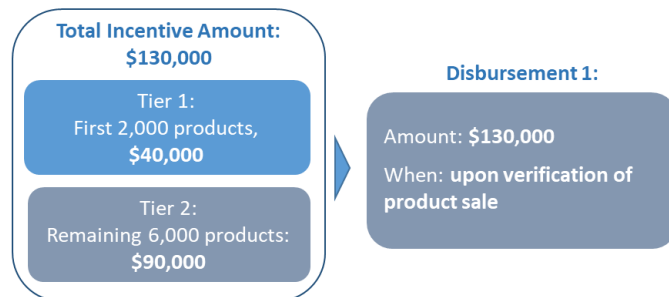 Total Incentive Amount:
$130,000
Tier 1:
First 2,000 products,
$40,000
Tier 2:
Remaining 6,000 products:
$90,000
Disbursement 1:
Amount: $130,000
When: upon verification of
product sale